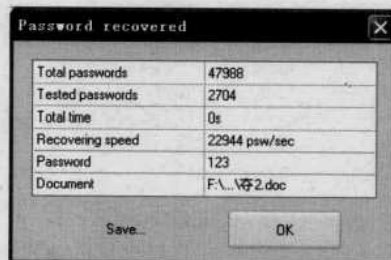 Password recovered
Total passwords 47988
Tested passwords 2704
Total time 0s
Recovering speed 22944 psw/sec
Password 123
Document F:\...\存2.doc
Save...
OK